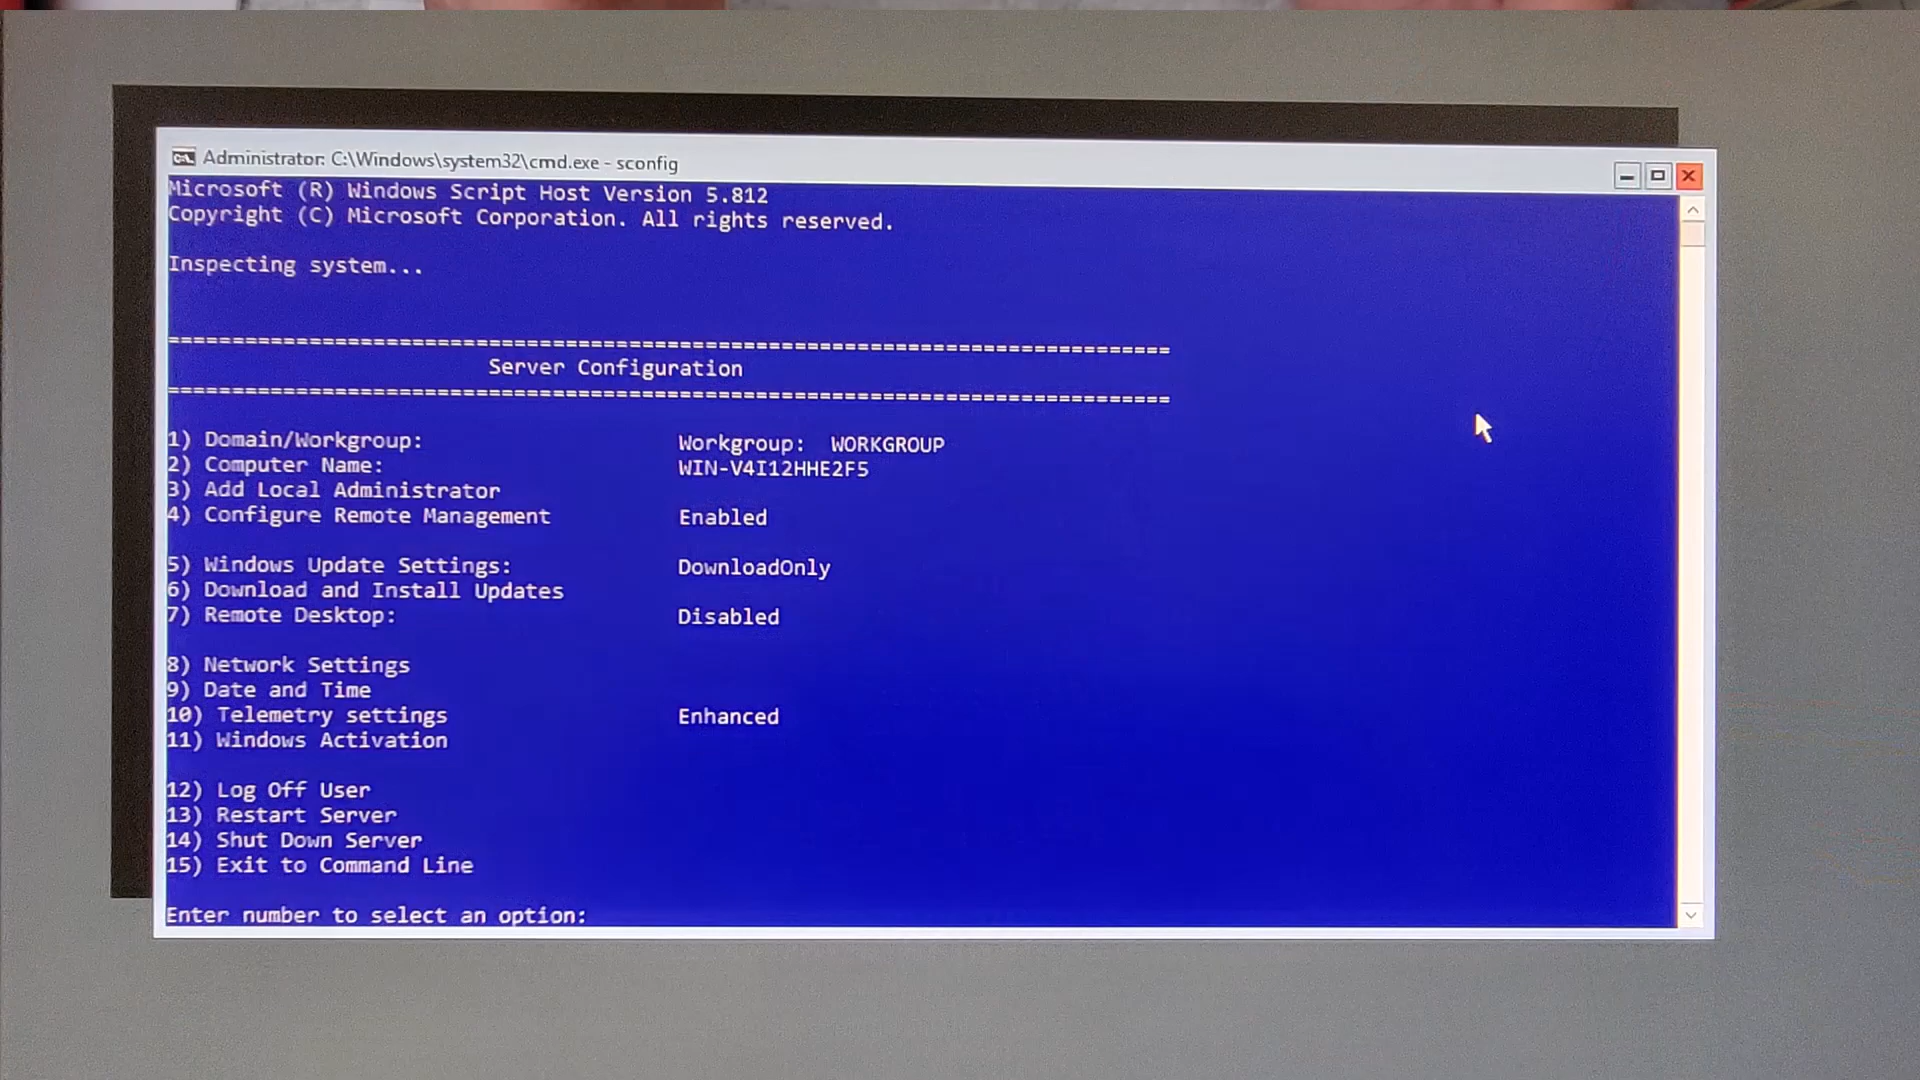 Administrator: C:\Windows\system32\cmd.exe - sconfig
Microsoft (R) Windows Script Host Version 5.812
Copyright (C) Microsoft Corporation. All rights reserved.
Inspecting system...
===============================================================================
Server Configuration
===============================================================================
1) Domain/Workgroup: Workgroup: WORKGROUP
2) Computer Name: WIN-V4I12HHE2F5
3) Add Local Administrator
4) Configure Remote Management Enabled
5) Windows Update Settings: DownloadOnly
6) Download and Install Updates
7) Remote Desktop: Disabled
8) Network Settings
9) Date and Time
10) Telemetry settings Enhanced
11) Windows Activation
12) Log Off User
13) Restart Server
14) Shut Down Server
15) Exit to Command Line
Enter number to select an option: